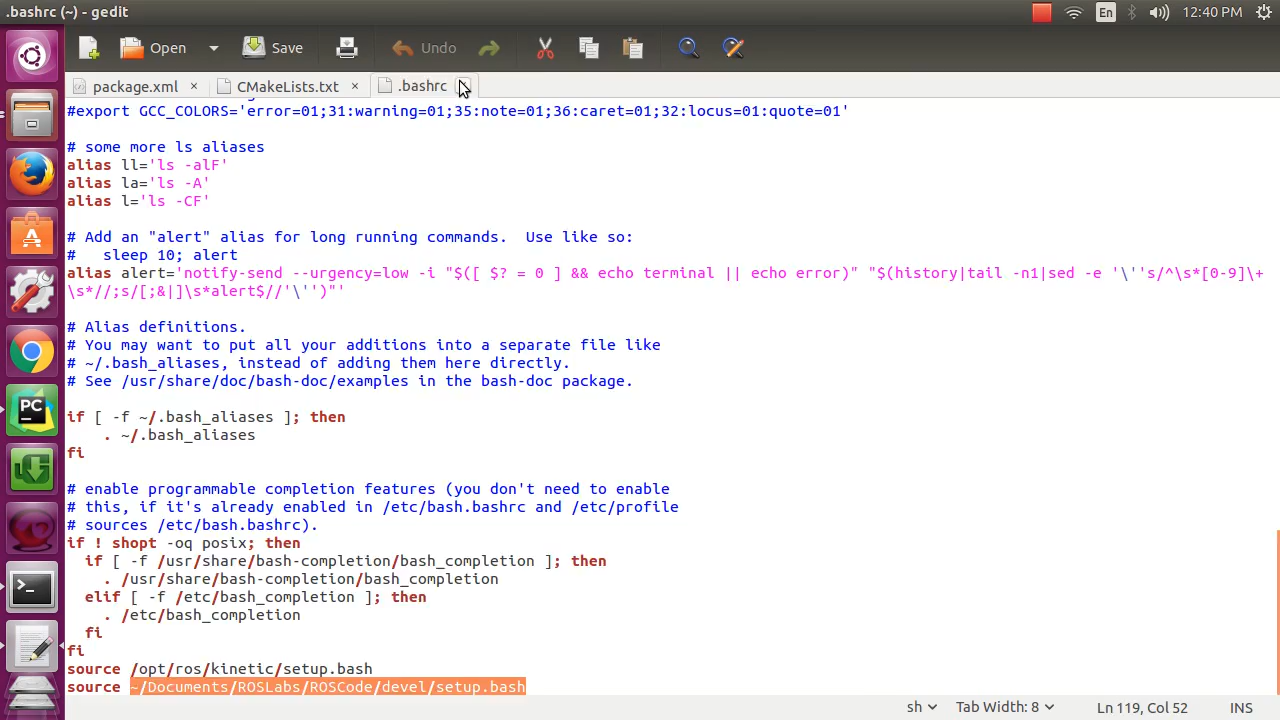 .bashrc (~) - gedit
En
12:40 PM
Open
Save
Undo
package.xml ×
CMakeLists.txt ×
.bashrc
#export GCC_COLORS='error=01;31:warning=01;35:note=01;36:caret=01;32:locus=01:quote=01'
# some more ls aliases
alias ll='ls -alF'
alias la='ls -A'
alias l='ls -CF'
# Add an "alert" alias for long running commands.  Use like so:
#   sleep 10; alert
alias alert='notify-send --urgency=low -i "$([ $? = 0 ] && echo terminal || echo error)" "$(history|tail -n1|sed -e '\''s/^\s*[0-9]\+
\s*//;s/[;&|]\s*alert$//'\'')"'
# Alias definitions.
# You may want to put all your additions into a separate file like
# ~/.bash_aliases, instead of adding them here directly.
# See /usr/share/doc/bash-doc/examples in the bash-doc package.
if [ -f ~/.bash_aliases ]; then
    . ~/.bash_aliases
fi
# enable programmable completion features (you don't need to enable
# this, if it's already enabled in /etc/bash.bashrc and /etc/profile
# sources /etc/bash.bashrc).
if ! shopt -oq posix; then
  if [ -f /usr/share/bash-completion/bash_completion ]; then
    . /usr/share/bash-completion/bash_completion
  elif [ -f /etc/bash_completion ]; then
    . /etc/bash_completion
  fi
fi
source /opt/ros/kinetic/setup.bash
source ~/Documents/ROSLabs/ROSCode/devel/setup.bash
PC
sh
Tab Width: 8
Ln 119, Col 52
INS